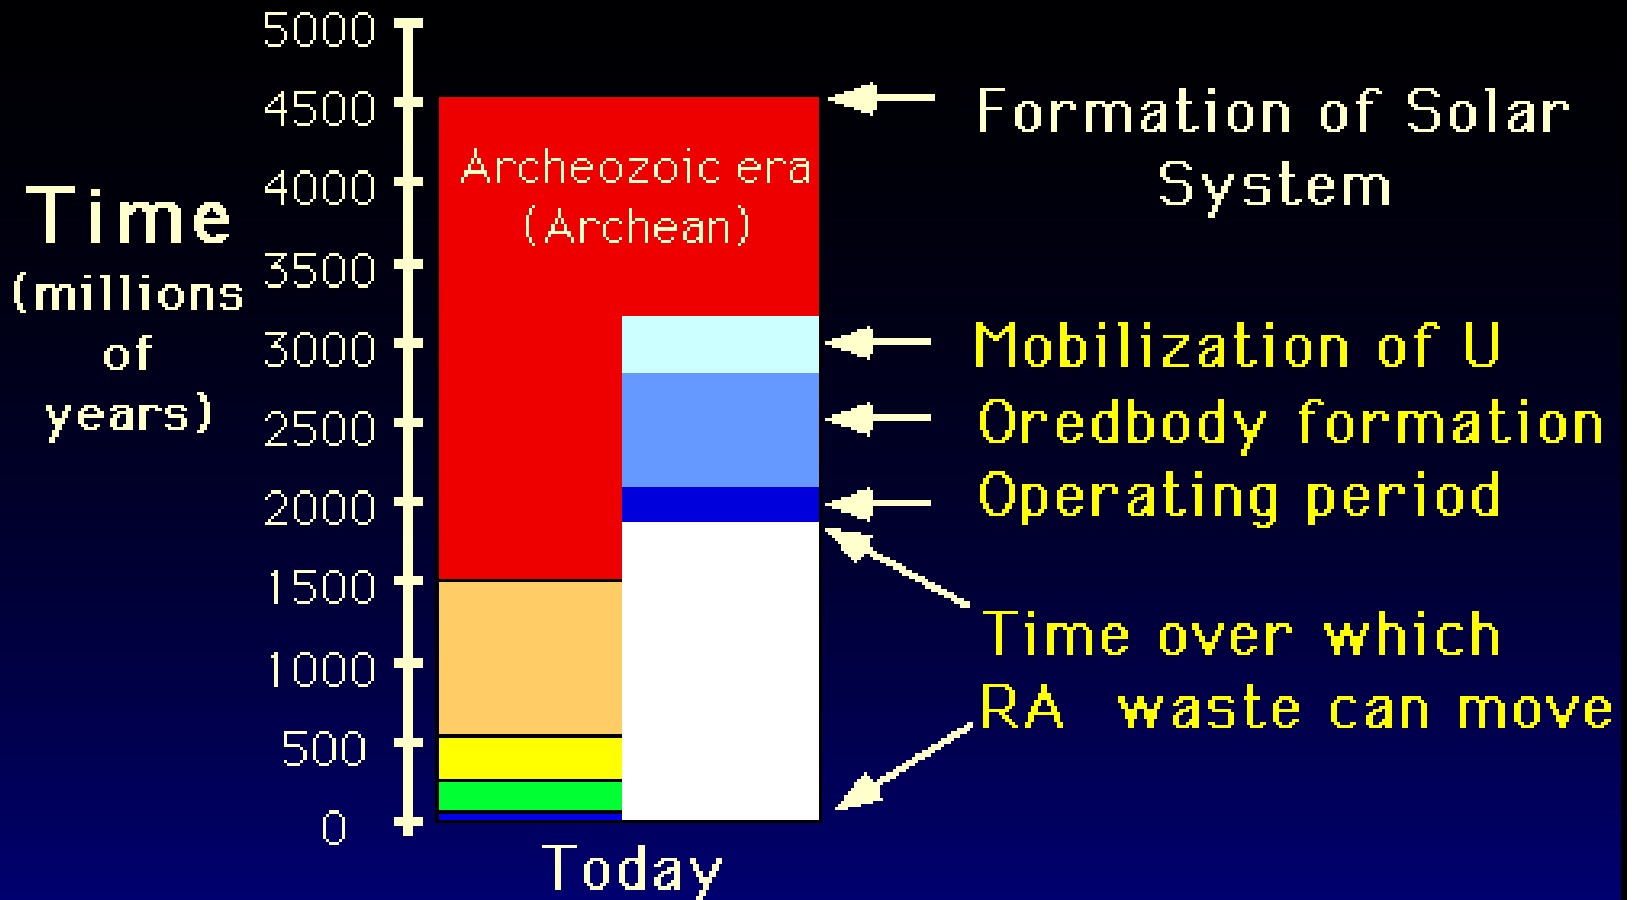 5000
4500
4000
3500
3000
2500
2000
1500
1000
500
0
Time
(millions
of
years)
Archeozoic era
(Archean)
Formation of Solar
System
Mobilization of U
Oredbody formation
Operating period
Time over which
RA waste can move
Today